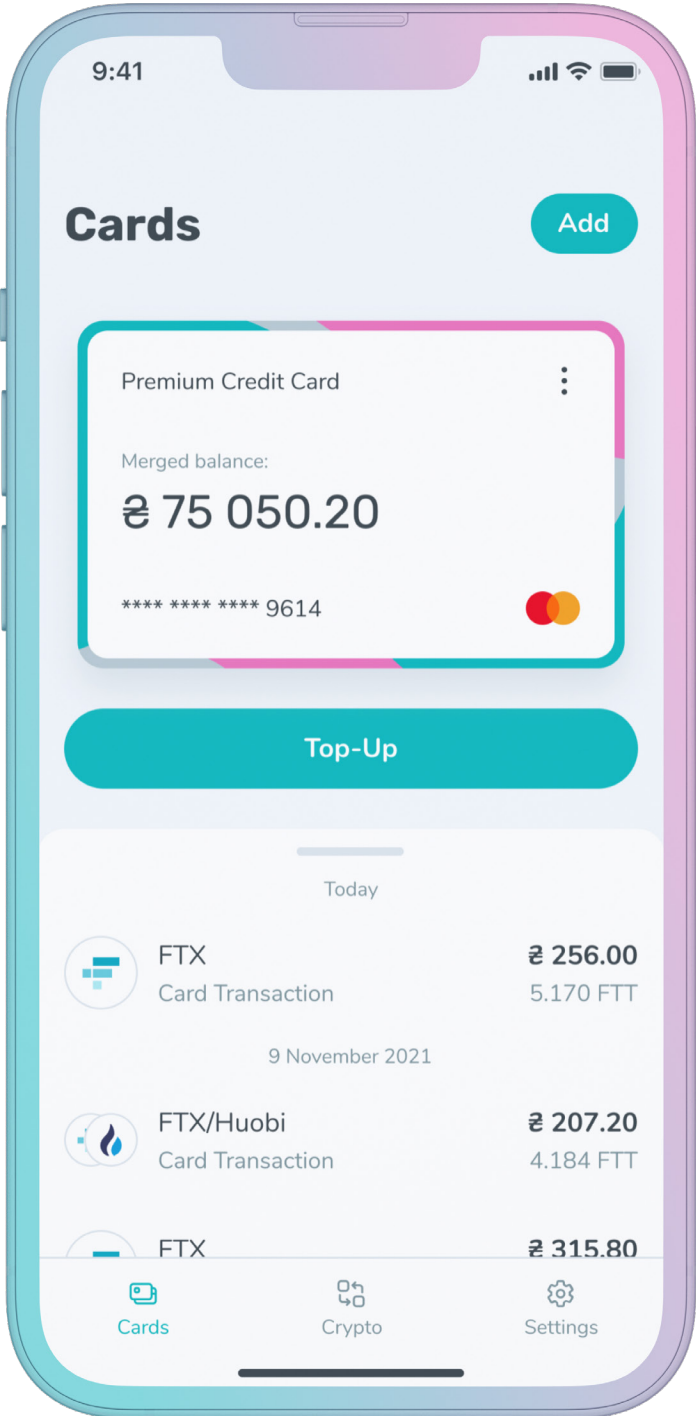 9:41
Cards
Add
Premium Credit Card
Merged balance:
₴ 75 050.20
**** **** **** 9614
Top-Up
Today
FTX
₴ 256.00
Card Transaction
5.170 FTT
9 November 2021
FTX/Huobi
₴ 207.20
Card Transaction
4.184 FTT
FTX
₴ 315.80
Cards
Crypto
Settings